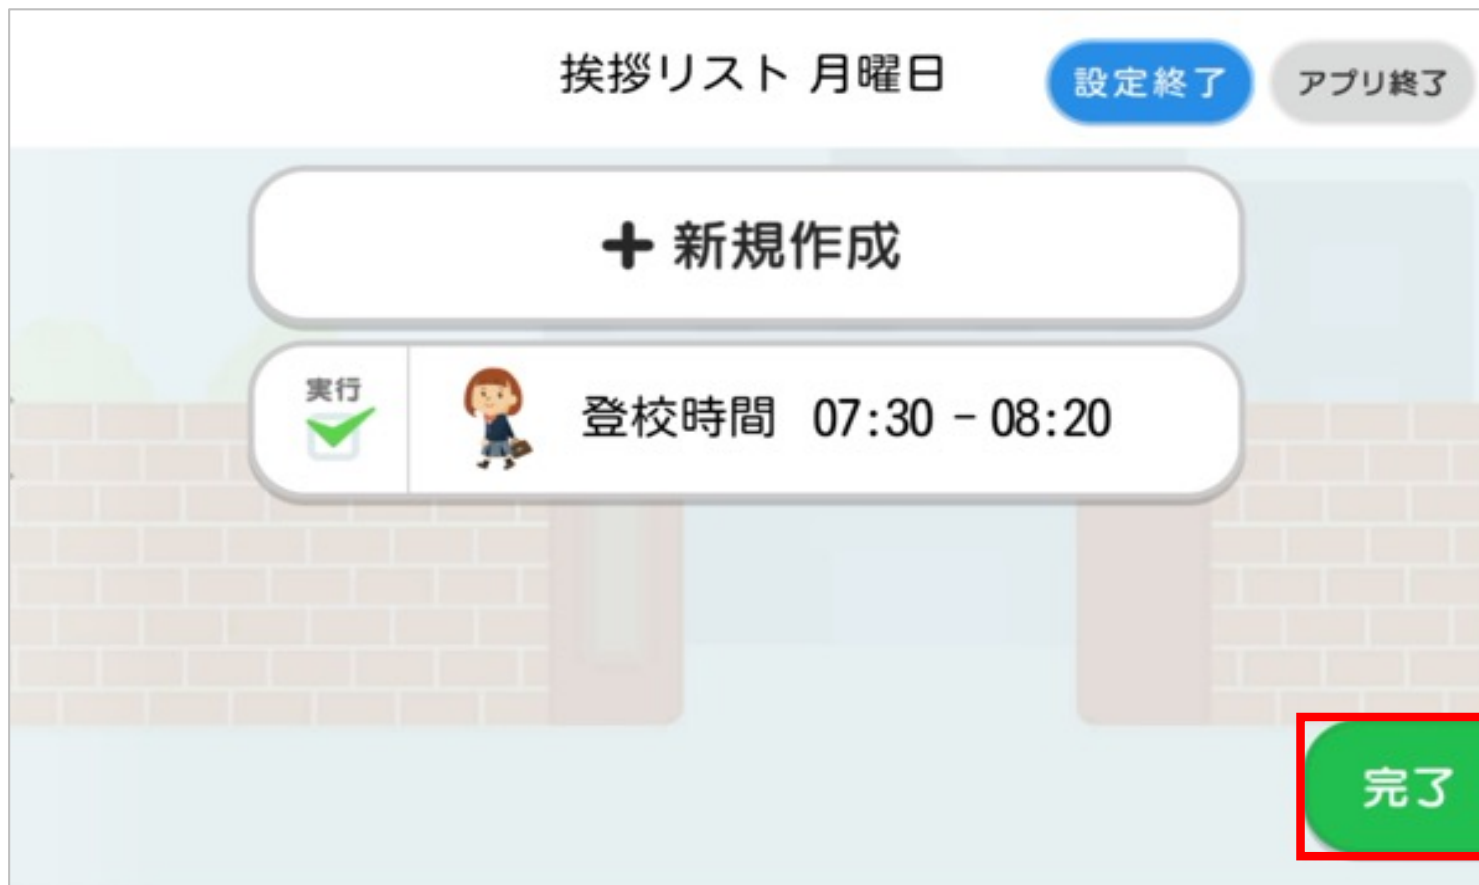 挨拶リスト 月曜日
設定終了
アプリ終了
+ 新規作成
実行
登校時間 07:30 - 08:20
完了